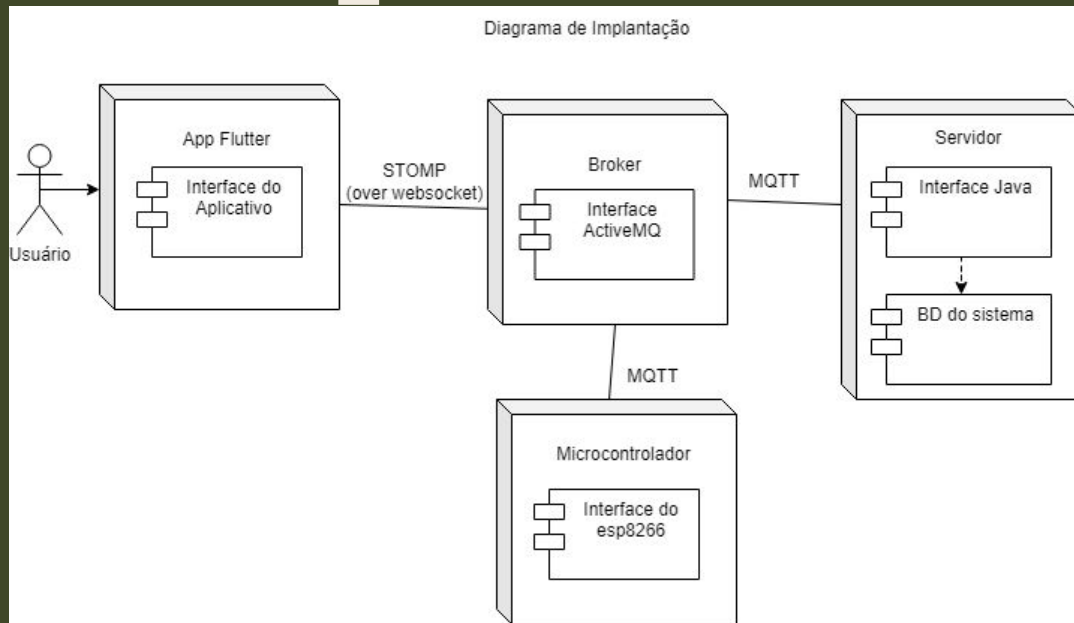 Diagrama de Implantação
Usuário
App Flutter
Interface do
Aplicativo
STOMP
(over websocket)
Broker
Interface
ActiveMQ
MQTT
Servidor
Interface Java
BD do sistema
MQTT
Microcontrolador
Interface do
esp8266